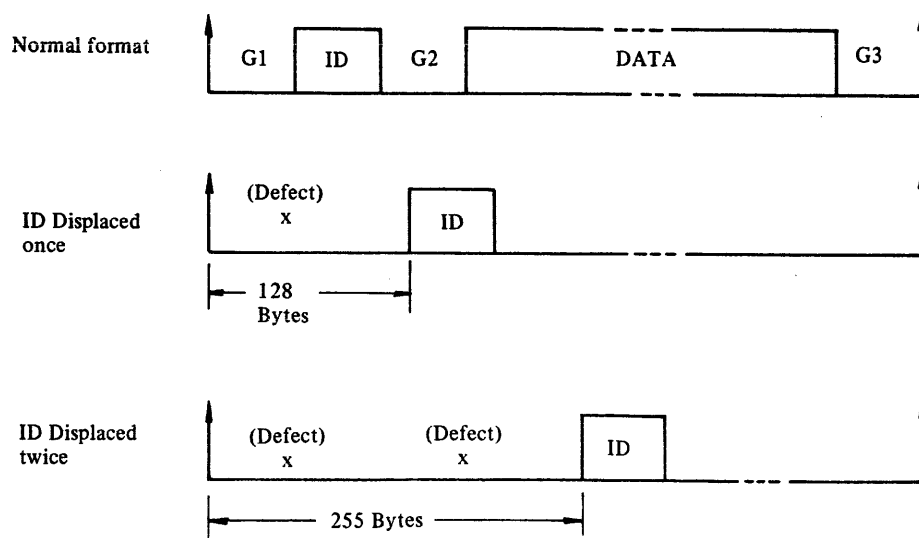 Normal format
G1
ID
G2
DATA
G3
ID Displaced
once
(Defect)
x
ID
128
Bytes
ID Displaced
twice
(Defect)
x
(Defect)
x
ID
255 Bytes